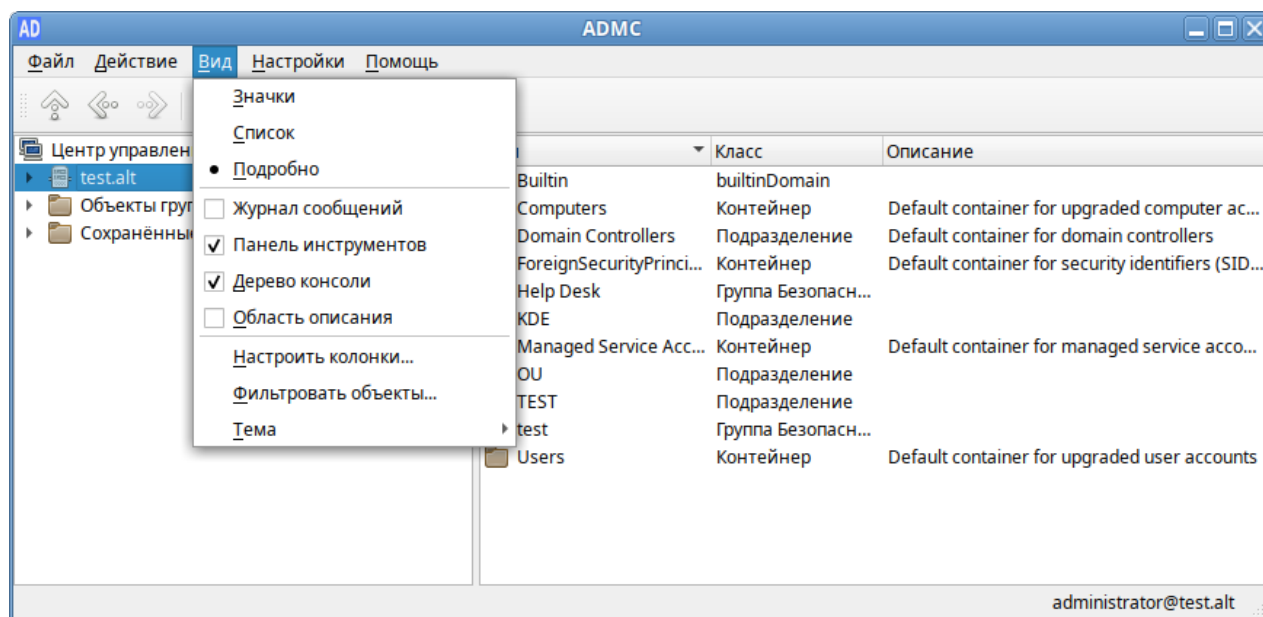 AD ADMC
Файл Действие Вид Настройки Помощь
Значки
Список
Подробно
Журнал сообщений
Панель инструментов
Дерево консоли
Область описания
Настроить колонки...
Фильтровать объекты...
Тема
Центр управлен
test.alt
Объекты груп
Сохранённы
Класс Описание
Builtin builtinDomain
Computers Контейнер Default container for upgraded computer ac...
Domain Controllers Подразделение Default container for domain controllers
ForeignSecurityPrinci... Контейнер Default container for security identifiers (SID...
Help Desk Группа Безопасн...
KDE Подразделение
Managed Service Acc... Контейнер Default container for managed service acco...
OU Подразделение
TEST Подразделение
test Группа Безопасн...
Users Контейнер Default container for upgraded user accounts
administrator@test.alt